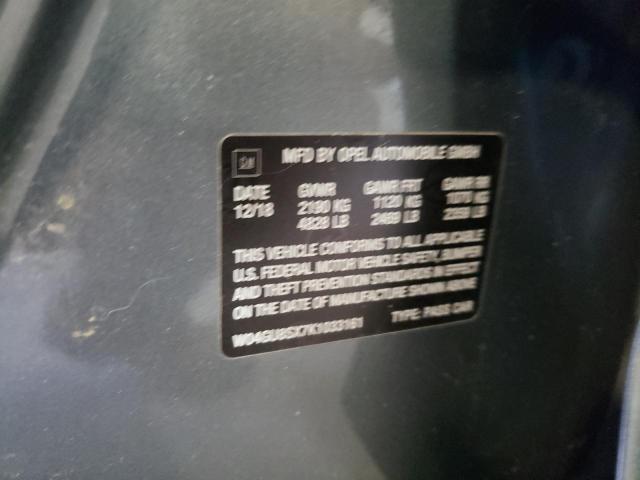 GM MFD BY OPEL AUTOMOBILE GMBH
DATE GVWR GAWR FRT GAWR RR
12/18 2190 KG 1120 KG 1070 KG
4828 LB 2469 LB 2359 LB
THIS VEHICLE CONFORMS TO ALL APPLICABLE
U.S. FEDERAL MOTOR VEHICLE SAFETY, BUMPER
AND THEFT PREVENTION STANDARDS IN EFFECT
ON THE DATE OF MANUFACTURE SHOWN ABOVE
TYPE: PASS CAR